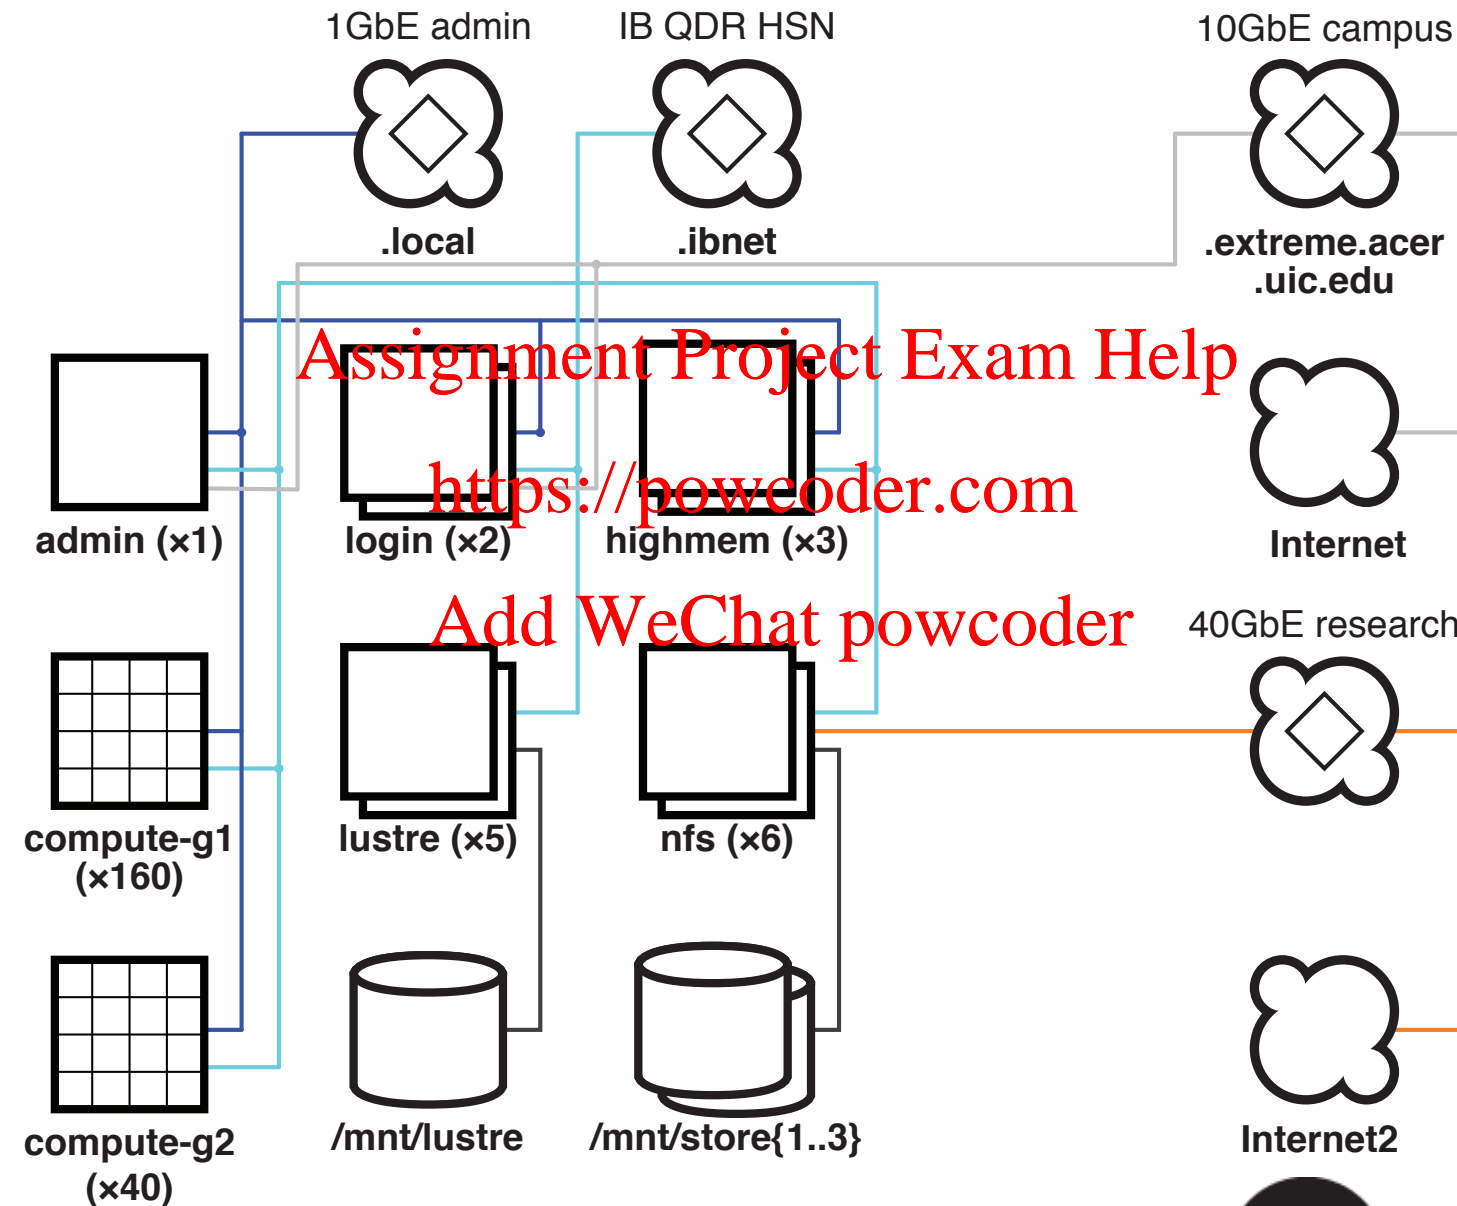 1GbE admin
IB QDR HSN
10GbE campus
.local
.ibnet
.extreme.acer
.uic.edu
Assignment Project Exam Help
https://powcoder.com
admin (×1)
login (×2)
highmem (×3)
Internet
Add WeChat powcoder
40GbE research
compute-g1
(×160)
lustre (×5)
nfs (×6)
compute-g2
(×40)
/mnt/lustre
/mnt/store{1..3}
Internet2